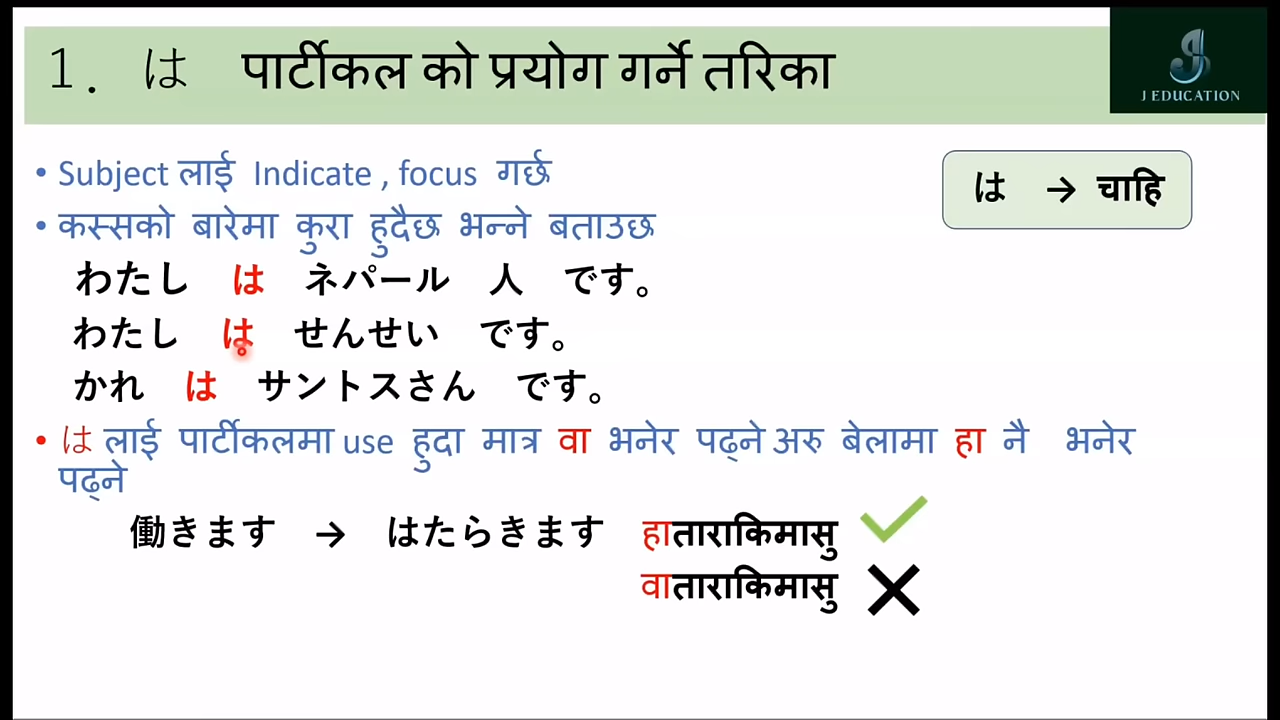 1. は पार्टीकल को प्रयोग गर्ने तरिका
J EDUCATION
• Subject लाई Indicate , focus गर्छ
は → चाहि
• कस्सको बारेमा कुरा हुदैछ भन्ने बताउछ
わたし は ネパール 人 です。
わたし は せんせい です。
かれ は サントスさん です。
• は लाई पार्टीकलमा use हुदा मात्र वा भनेर पढ्ने अरु बेलामा हा नै भनेर
पढ्ने
働きます → はたらきます हाताराकिमासु
वाताराकिमासु